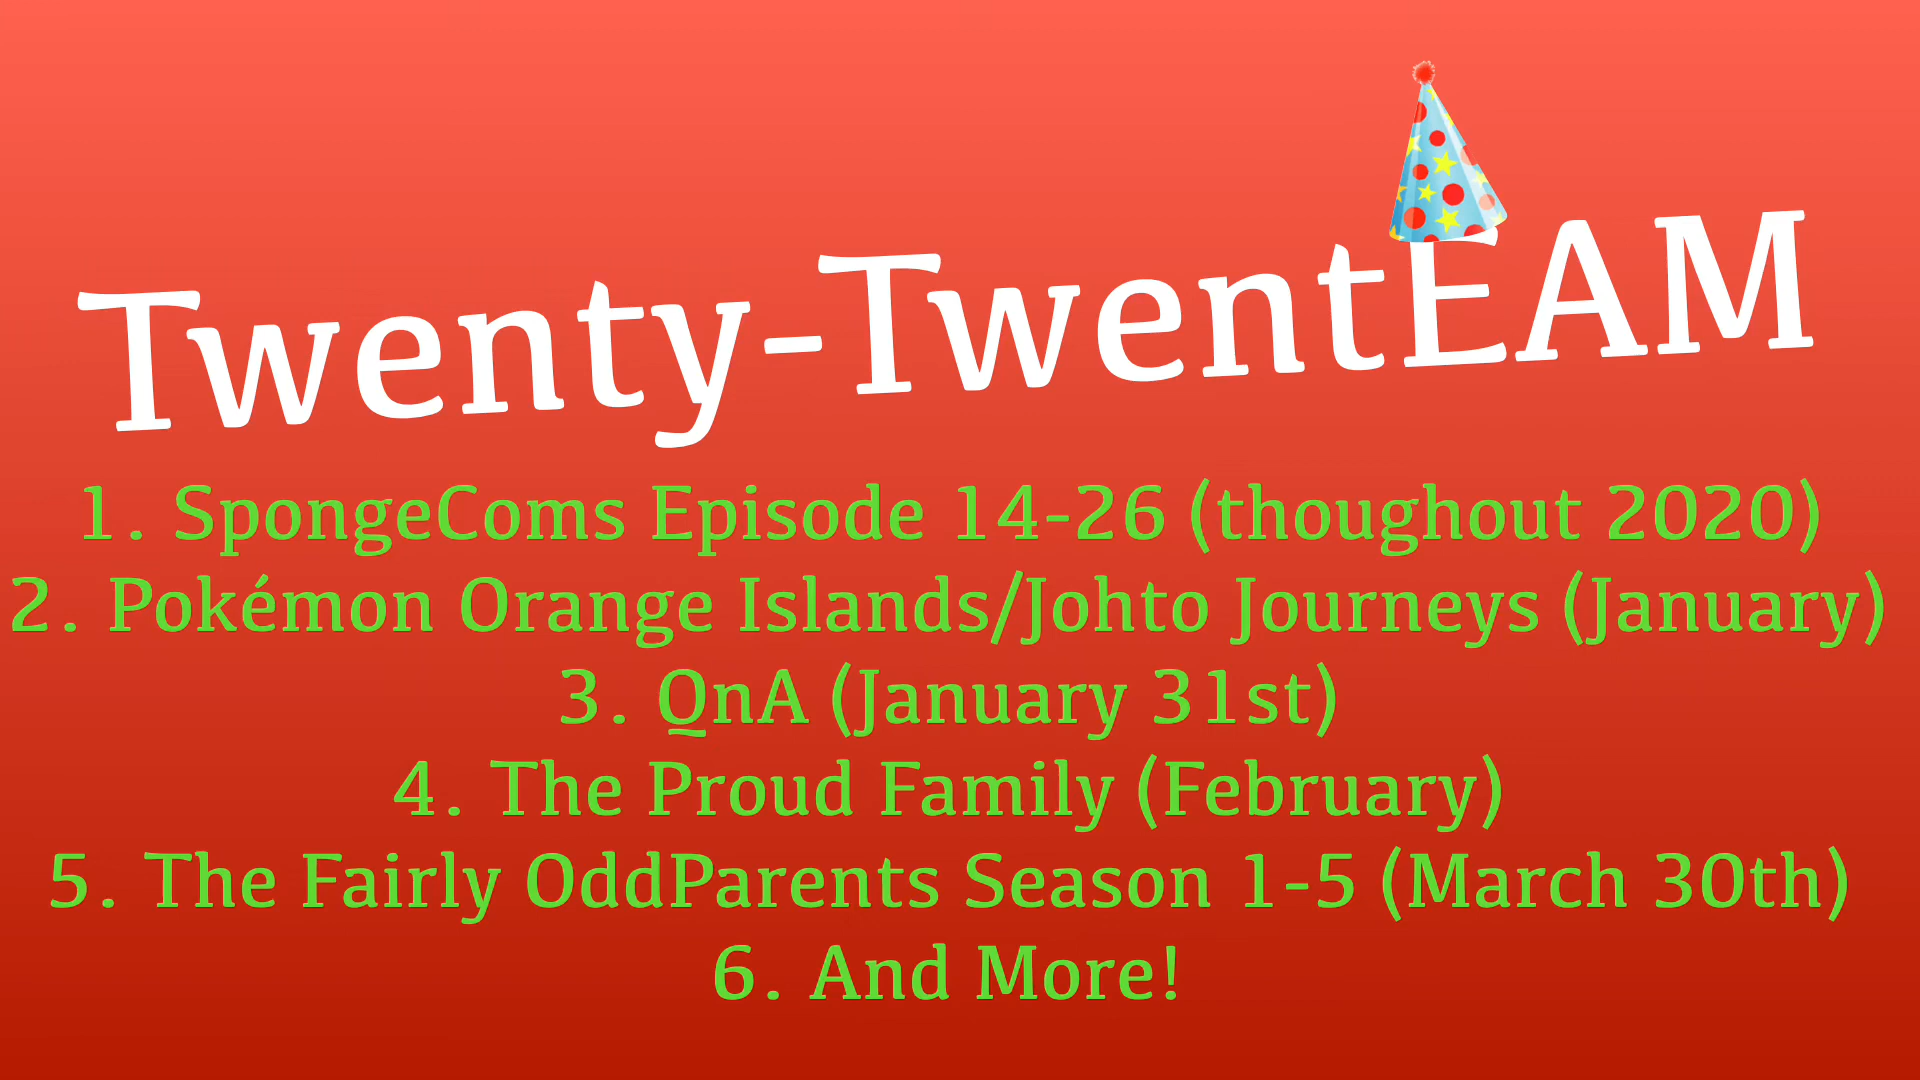 Twenty-TwentEAM
1. SpongeComs Episode 14-26 (thoughout 2020)
2. Pokémon Orange Islands/Johto Journeys (January)
3. QnA (January 31st)
4. The Proud Family (February)
5. The Fairly OddParents Season 1-5 (March 30th)
6. And More!